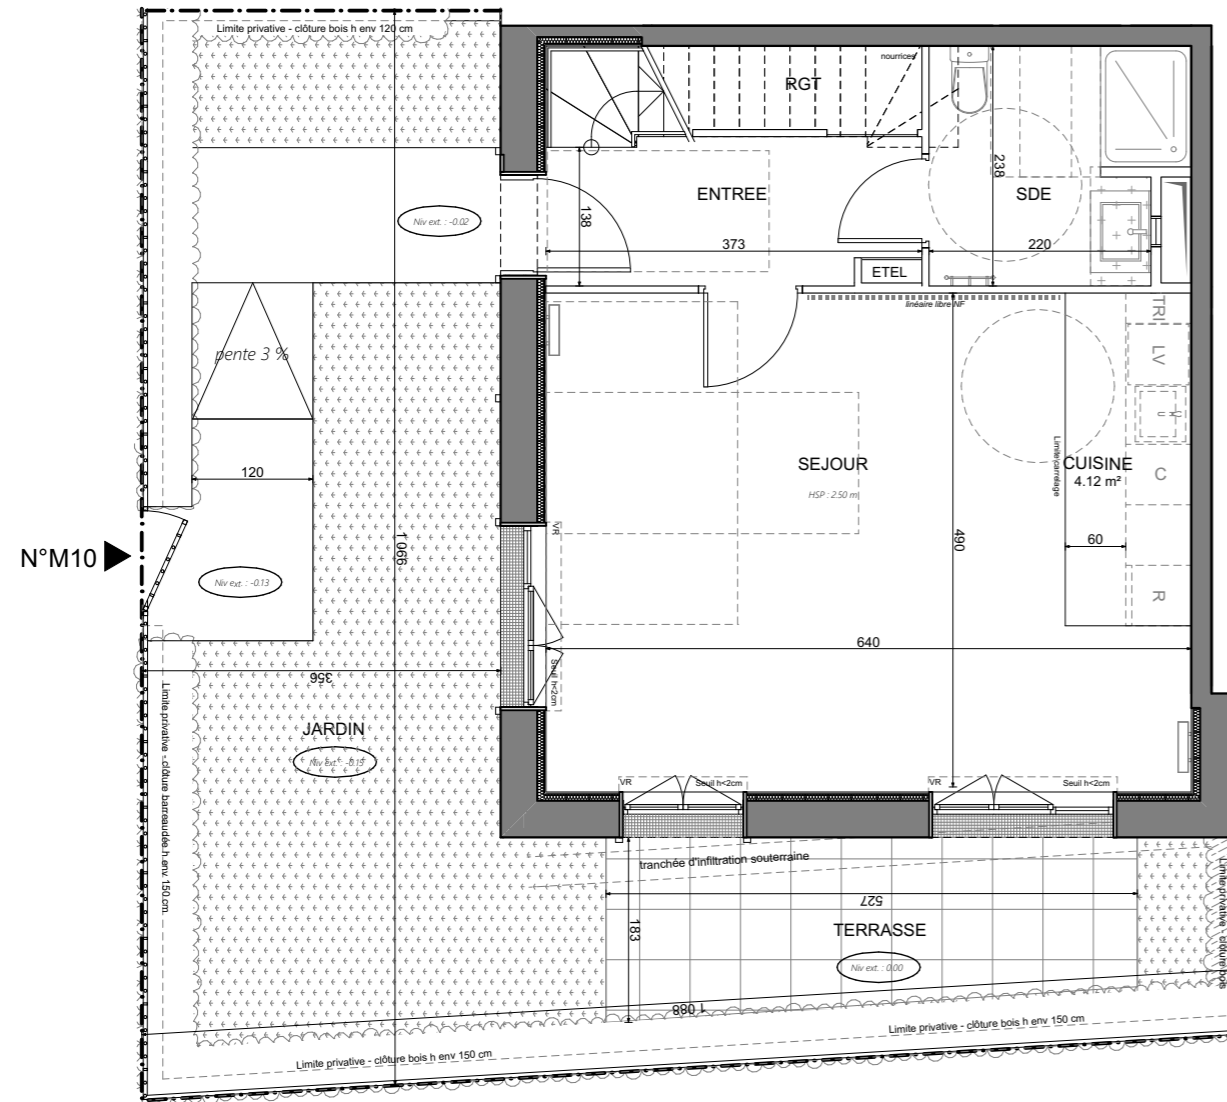 Limite privative - clôture bois h env 120 cm
nourrices
RGT
ENTREE
SDE
238
138
Niv ext. : -0.02
373
220
ETEL
linéaire libre NF
TRI
LV
pente 3 %
SEJOUR
HSP : 2.50 m
Limite carrelage
CUISINE
4.12 m²
C
120
1 066
490
60
R
N°M10
Niv ext. : -0.13
VR
640
Seuil h<2cm
356
JARDIN
Niv ext. : -0.15
Limite privative - clôture barreaudée h env 150 cm
VR
Seuil h<2cm
VR
Seuil h<2cm
tranchée d'infiltration souterraine
527
183
TERRASSE
Niv ext. : 0.00
Limite privative - clôture bois
1 088
Limite privative - clôture bois h env 150 cm
Limite privative - clôture bois h env 150 cm